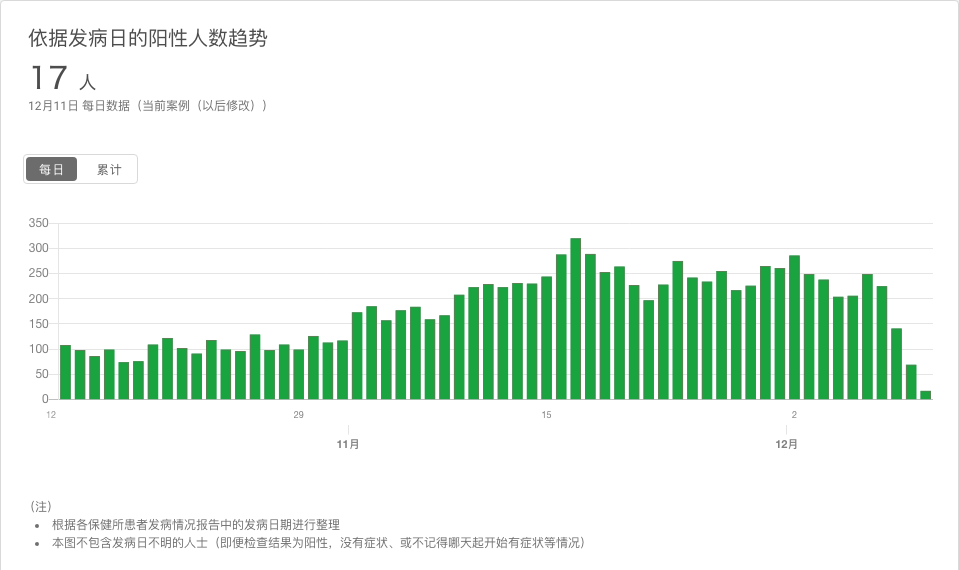 依据发病日的阳性人数趋势
17 人
12月11日 每日数据（当前案例（以后修改））
每日 累计
350
300
250
200
150
100
50
0
12 29 15 2
11月 12月
（注）
• 根据各保健所患者发病情况报告中的发病日期进行整理
• 本图不包含发病日不明的人士（即便检查结果为阳性，没有症状、或不记得哪天起开始有症状等情况）